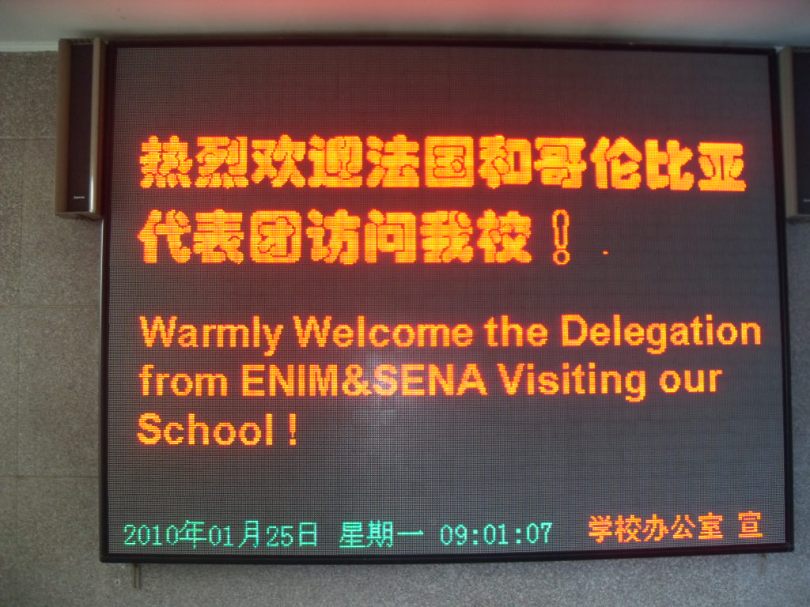 热烈欢迎法国和哥伦比亚
代表团访问我校！
Warmly Welcome the Delegation
from ENIM&SENA Visiting our
School !
2010年01月25日 星期一 09:01:07 学校办公室 宣